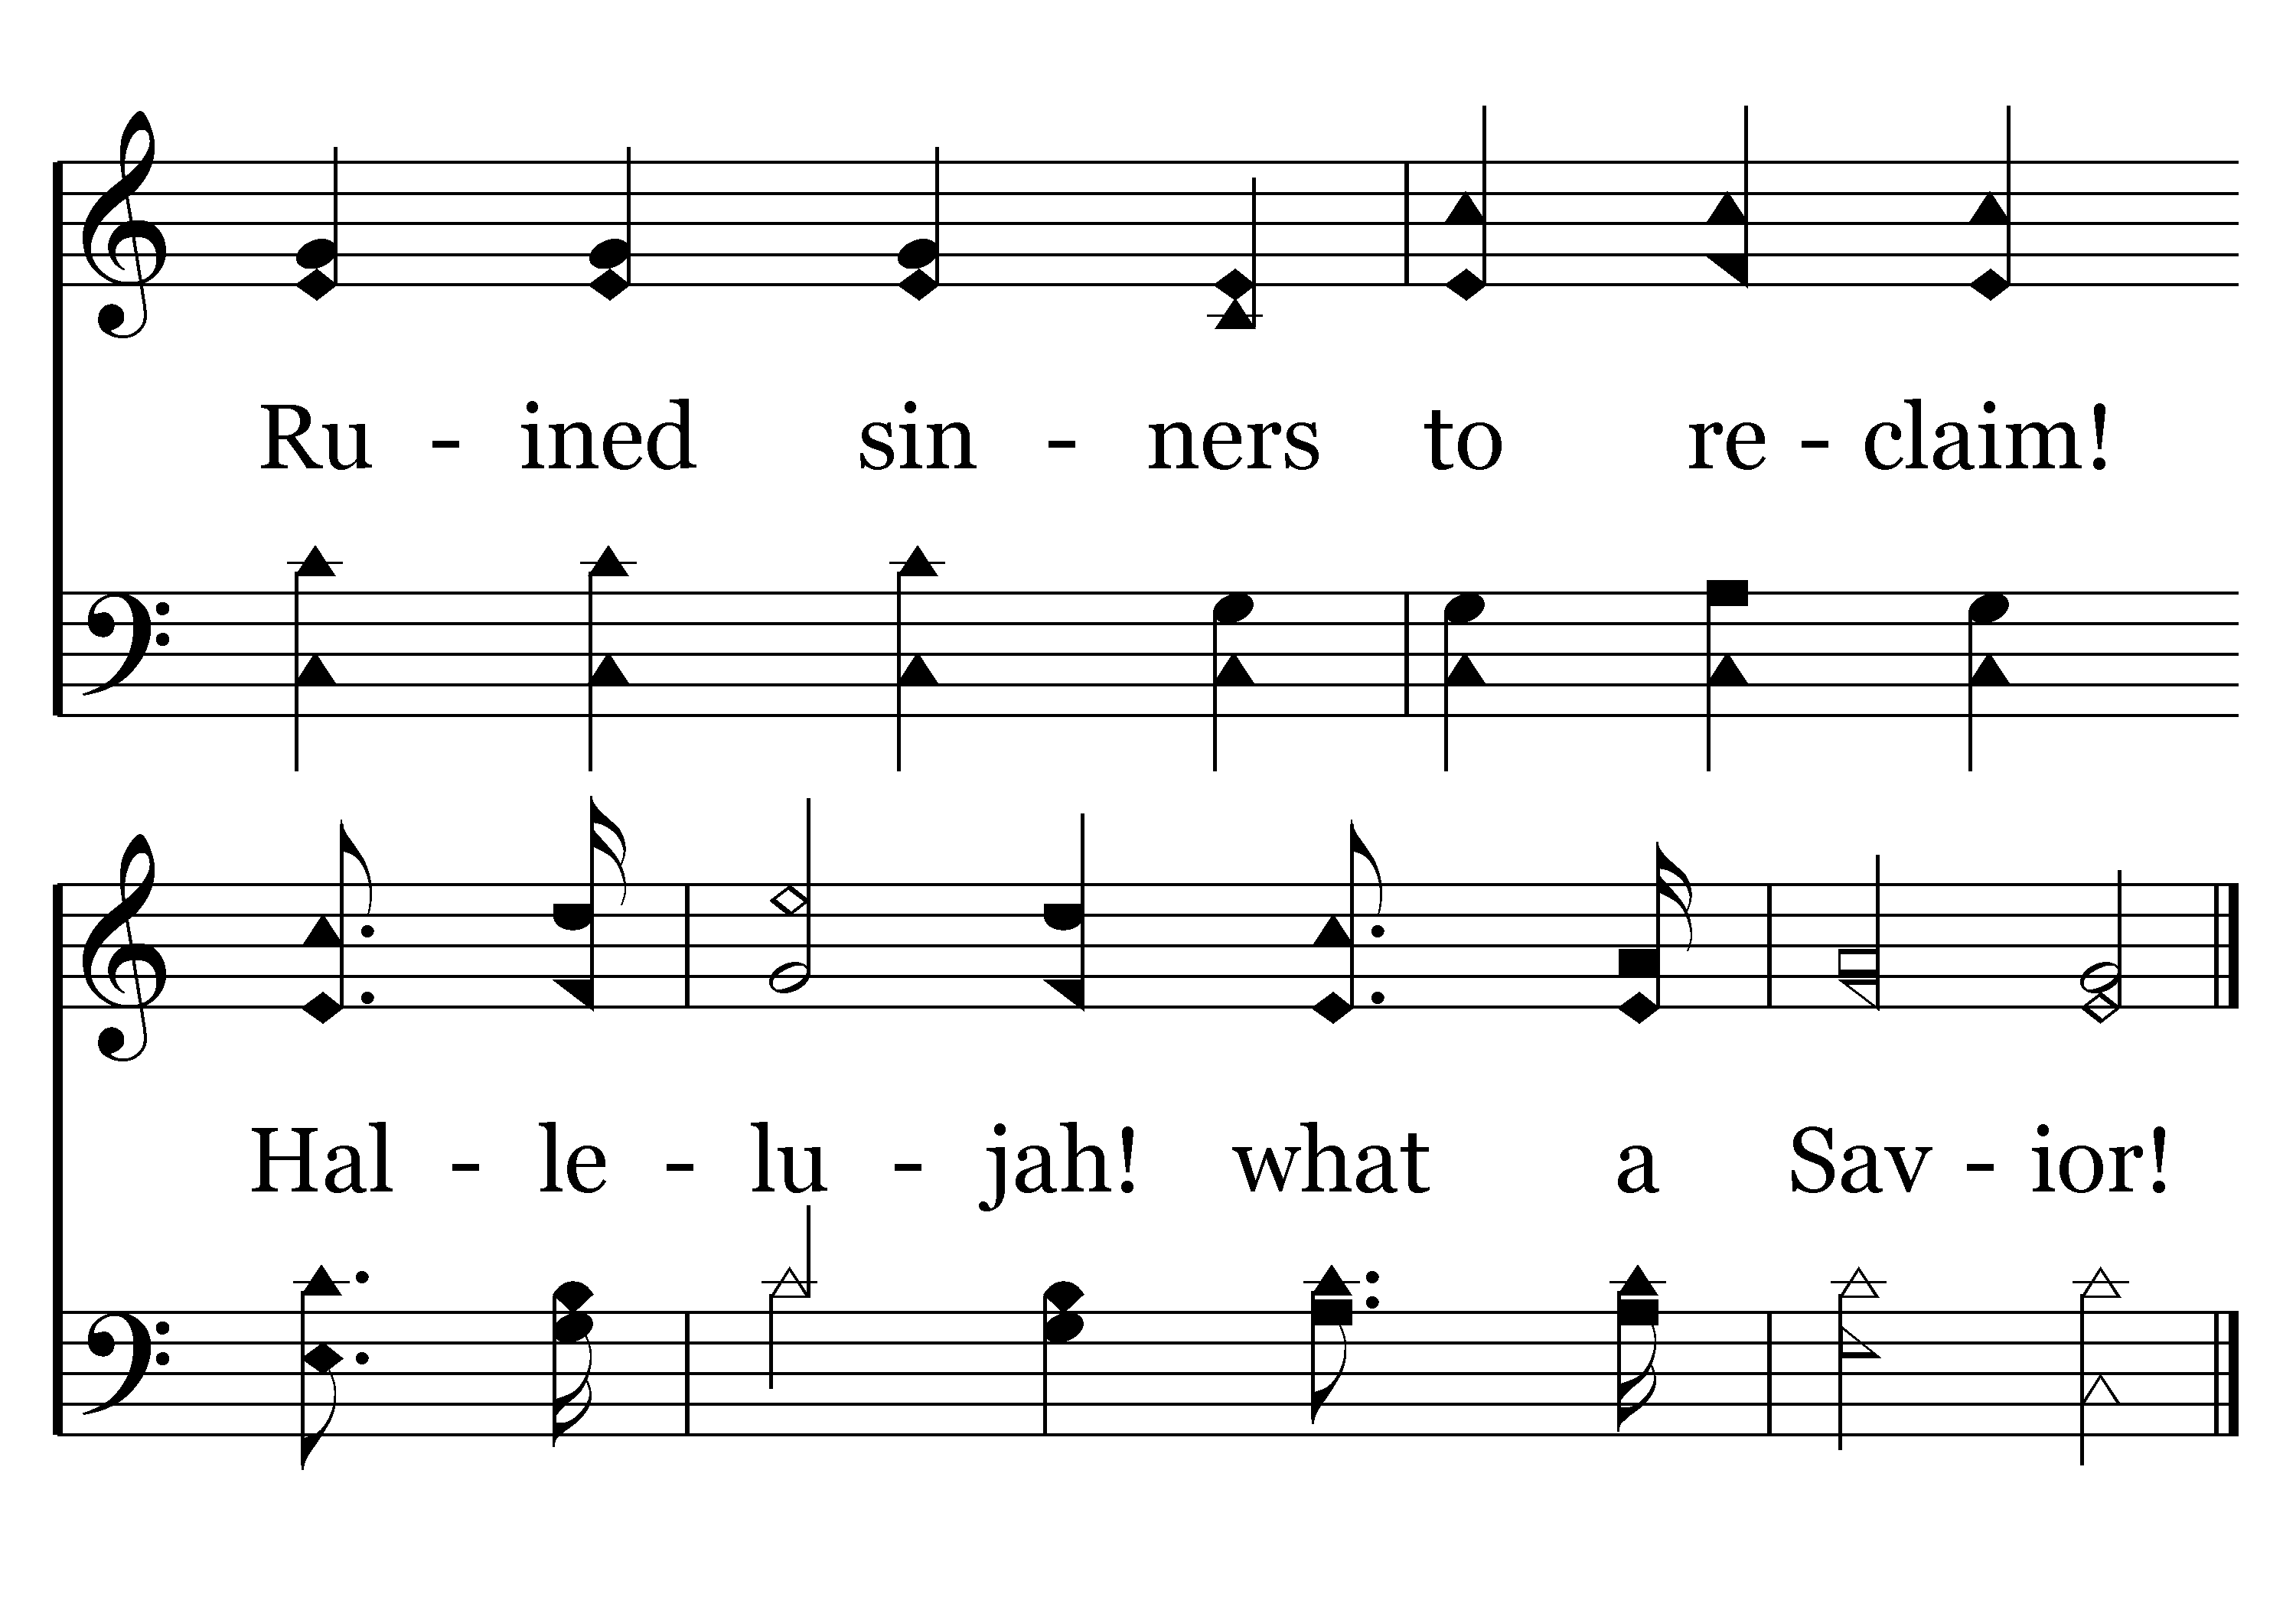 Ru - ined sin - ners to re - claim!
Hal - le - lu - jah! what a Sav - ior!